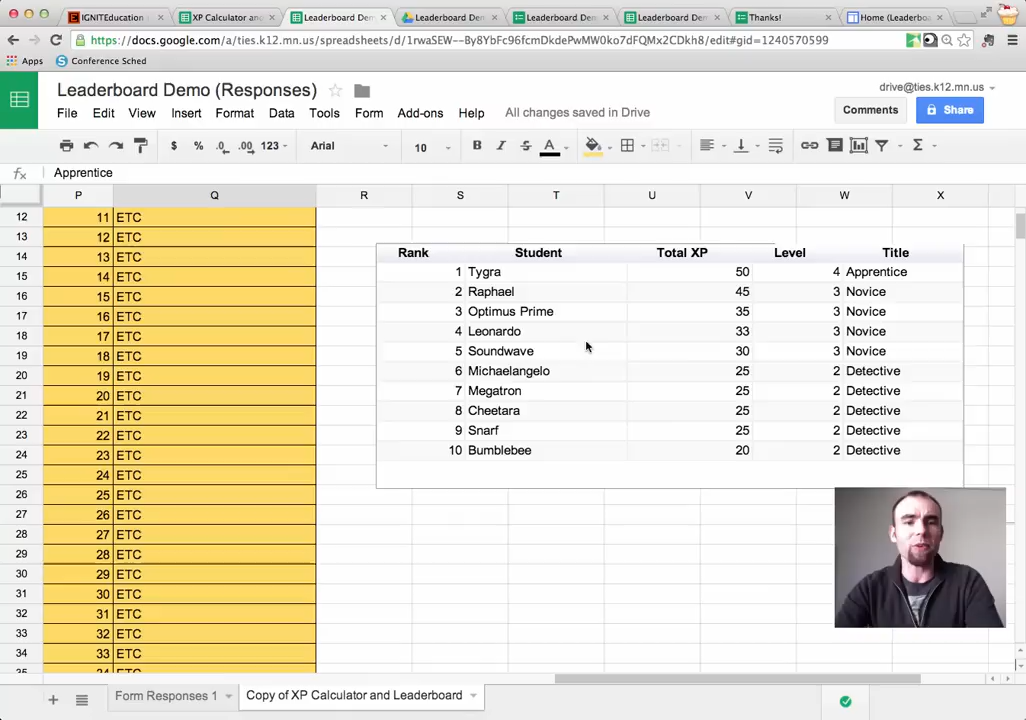 IGNITEducation
XP Calculator and
Leaderboard Demo
Leaderboard Dem
Leaderboard Dem
Leaderboard Dem
Thanks!
Home (Leaderbo
https://docs.google.com/a/ties.k12.mn.us/spreadsheets/d/1rwaSEW--By8YbFc96fcmDkdePwMW0ko7dFQMx2CDkh8/edit#gid=1240570599
Apps Conference Sched
Leaderboard Demo (Responses)
drive@ties.k12.mn.us
File Edit View Insert Format Data Tools Form Add-ons Help All changes saved in Drive
Comments Share
$ % .0 .00 123 Arial 10 B I S A Σ
fx Apprentice
P Q R S T U V W X
12 11 ETC
13 12 ETC
14 13 ETC
15 14 ETC
16 15 ETC
17 16 ETC
18 17 ETC
19 18 ETC
20 19 ETC
21 20 ETC
22 21 ETC
23 22 ETC
24 23 ETC
25 24 ETC
26 25 ETC
27 26 ETC
28 27 ETC
29 28 ETC
30 29 ETC
31 30 ETC
32 31 ETC
33 32 ETC
34 33 ETC
35 34 ETC
Rank Student Total XP Level Title
1 Tygra 50 4 Apprentice
2 Raphael 45 3 Novice
3 Optimus Prime 35 3 Novice
4 Leonardo 33 3 Novice
5 Soundwave 30 3 Novice
6 Michaelangelo 25 2 Detective
7 Megatron 25 2 Detective
8 Cheetara 25 2 Detective
9 Snarf 25 2 Detective
10 Bumblebee 20 2 Detective
Form Responses 1 Copy of XP Calculator and Leaderboard